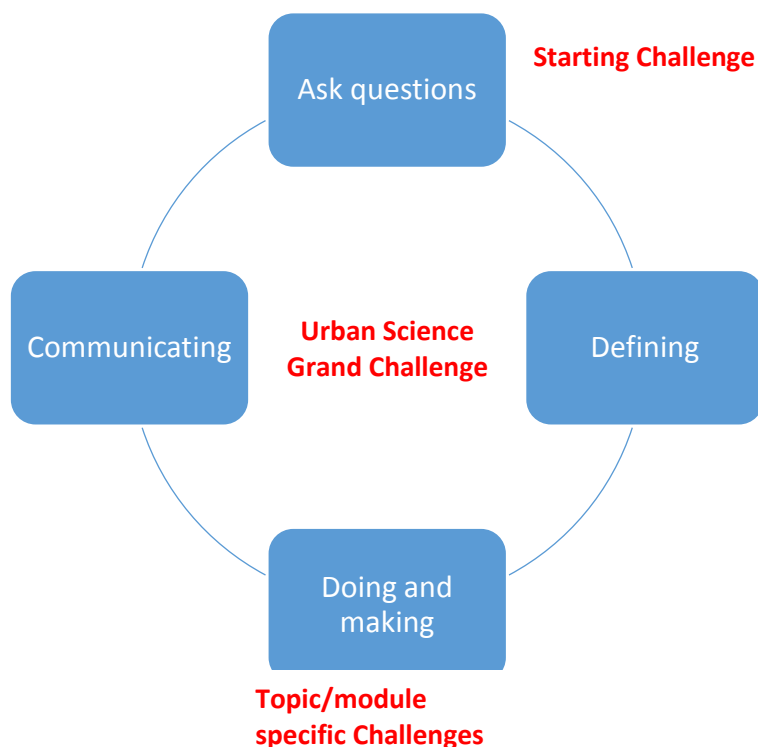 Ask questions
Starting Challenge
Communicating
Urban Science
Grand Challenge
Defining
Doing and
making
Topic/module
specific Challenges